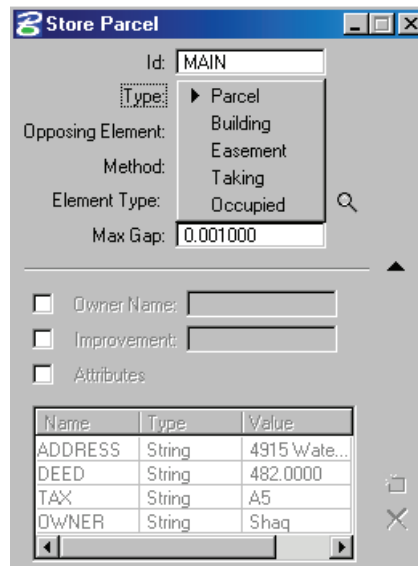 Store Parcel
Id: MAIN
Type: Parcel
Building
Opposing Element:
Easement
Method:
Taking
Element Type:
Occupied
Max Gap: 0.001000
Owner Name:
Improvement:
Attributes
Name Type Value
ADDRESS String 4915 Wate...
DEED String 482.0000
TAX String A5
OWNER String Shaq